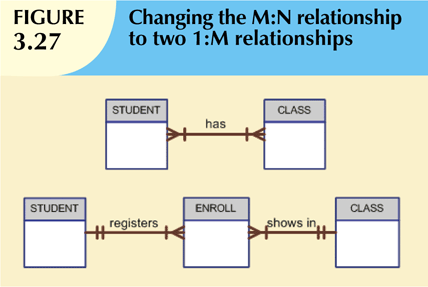 FIGURE
3.27
Changing the M:N relationship
to two 1:M relationships
STUDENT
has
CLASS
STUDENT
registers
ENROLL
shows in
CLASS